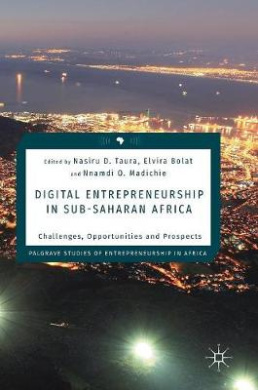 Edited by Nasiru D. Taura, Elvira Bolat
and Nnamdi O. Madichie
DIGITAL ENTREPRENEURSHIP
IN SUB-SAHARAN AFRICA
Challenges, Opportunities and Prospects
PALGRAVE STUDIES OF ENTREPRENEURSHIP IN AFRICA